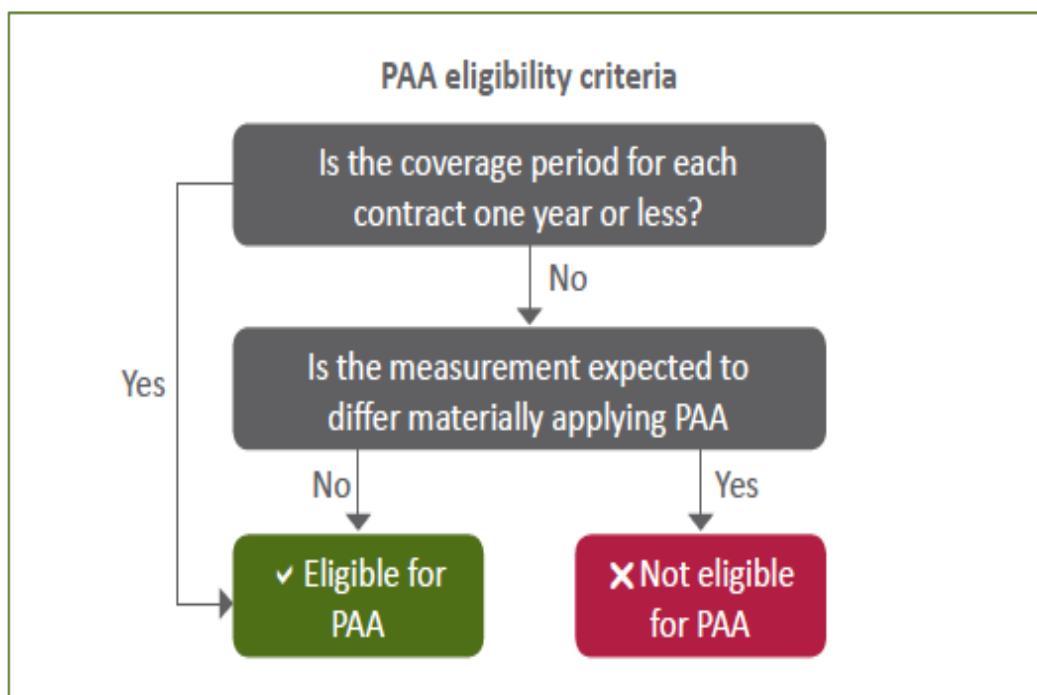 PAA eligibility criteria
Is the coverage period for each
contract one year or less?
No
Yes
Is the measurement expected to
differ materially applying PAA
No
Yes
✓ Eligible for
PAA
✗ Not eligible
for PAA